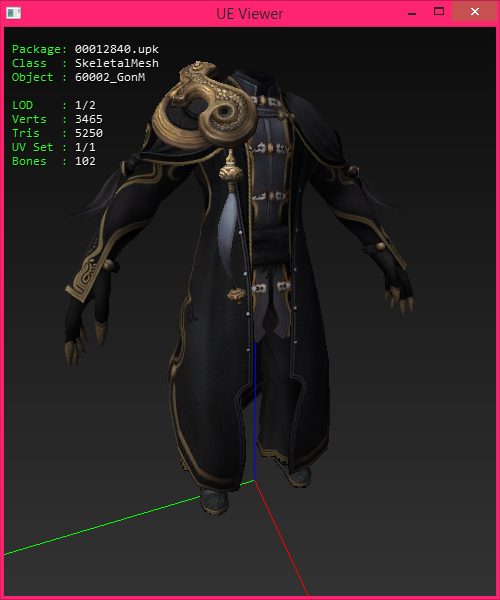 UE Viewer
Package: 00012840.upk
Class  : SkeletalMesh
Object : 60002_GonM
LOD    : 1/2
Verts  : 3465
Tris   : 5250
UV Set : 1/1
Bones  : 102